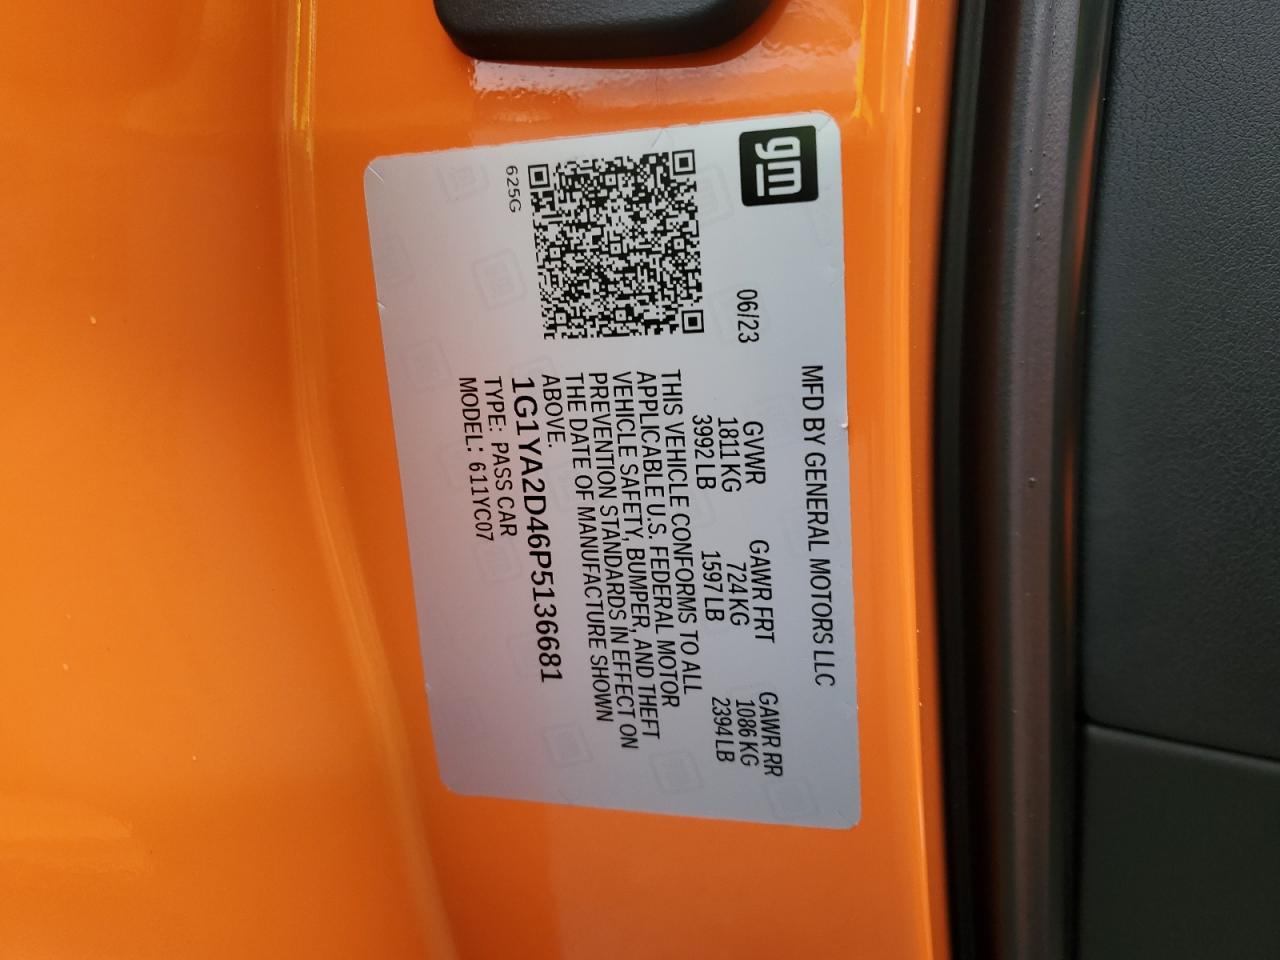 gm
MFD BY GENERAL MOTORS LLC
06/23
GVWR GAWR FRT GAWR RR
1811 KG 724 KG 1086 KG
3992 LB 1597 LB 2394 LB
THIS VEHICLE CONFORMS TO ALL
APPLICABLE U.S. FEDERAL MOTOR
VEHICLE SAFETY, BUMPER, AND THEFT
PREVENTION STANDARDS IN EFFECT ON
THE DATE OF MANUFACTURE SHOWN
ABOVE.
1G1YA2D46P5136681
TYPE: PASS CAR
MODEL: 611YC07
625G